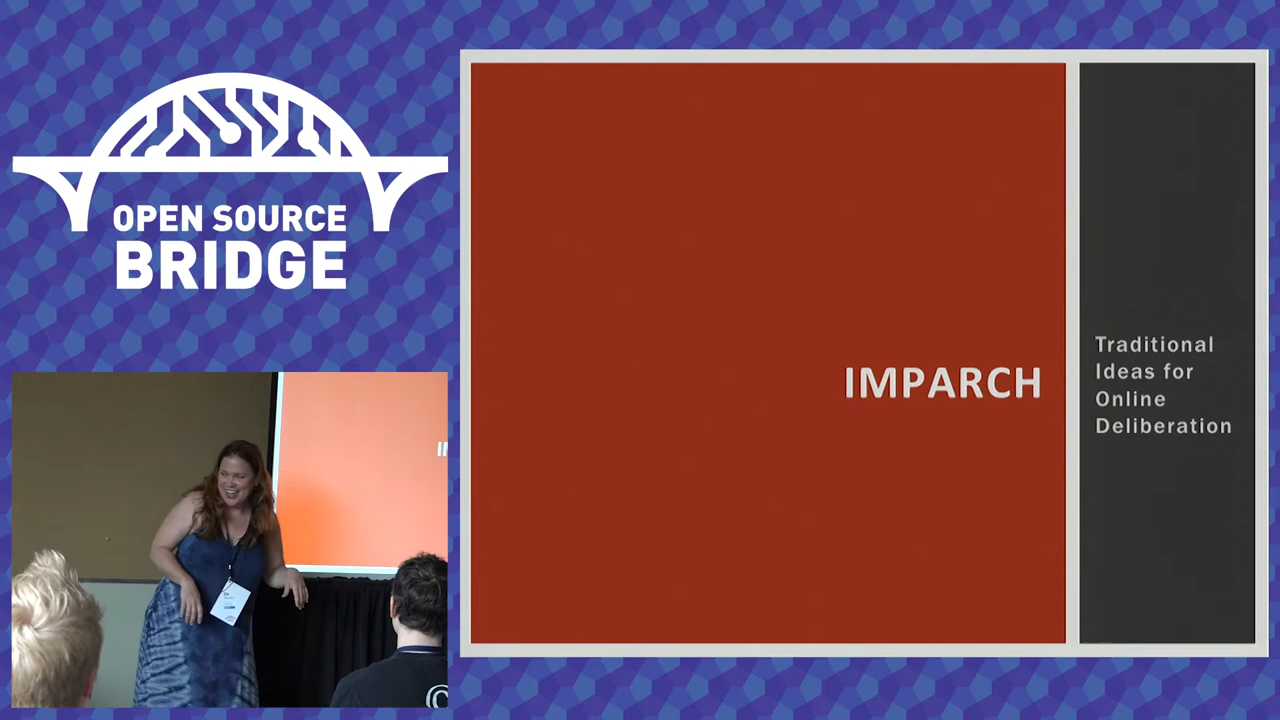 OPEN SOURCE
BRIDGE
IMPARCH
Traditional
Ideas for
Online
Deliberation